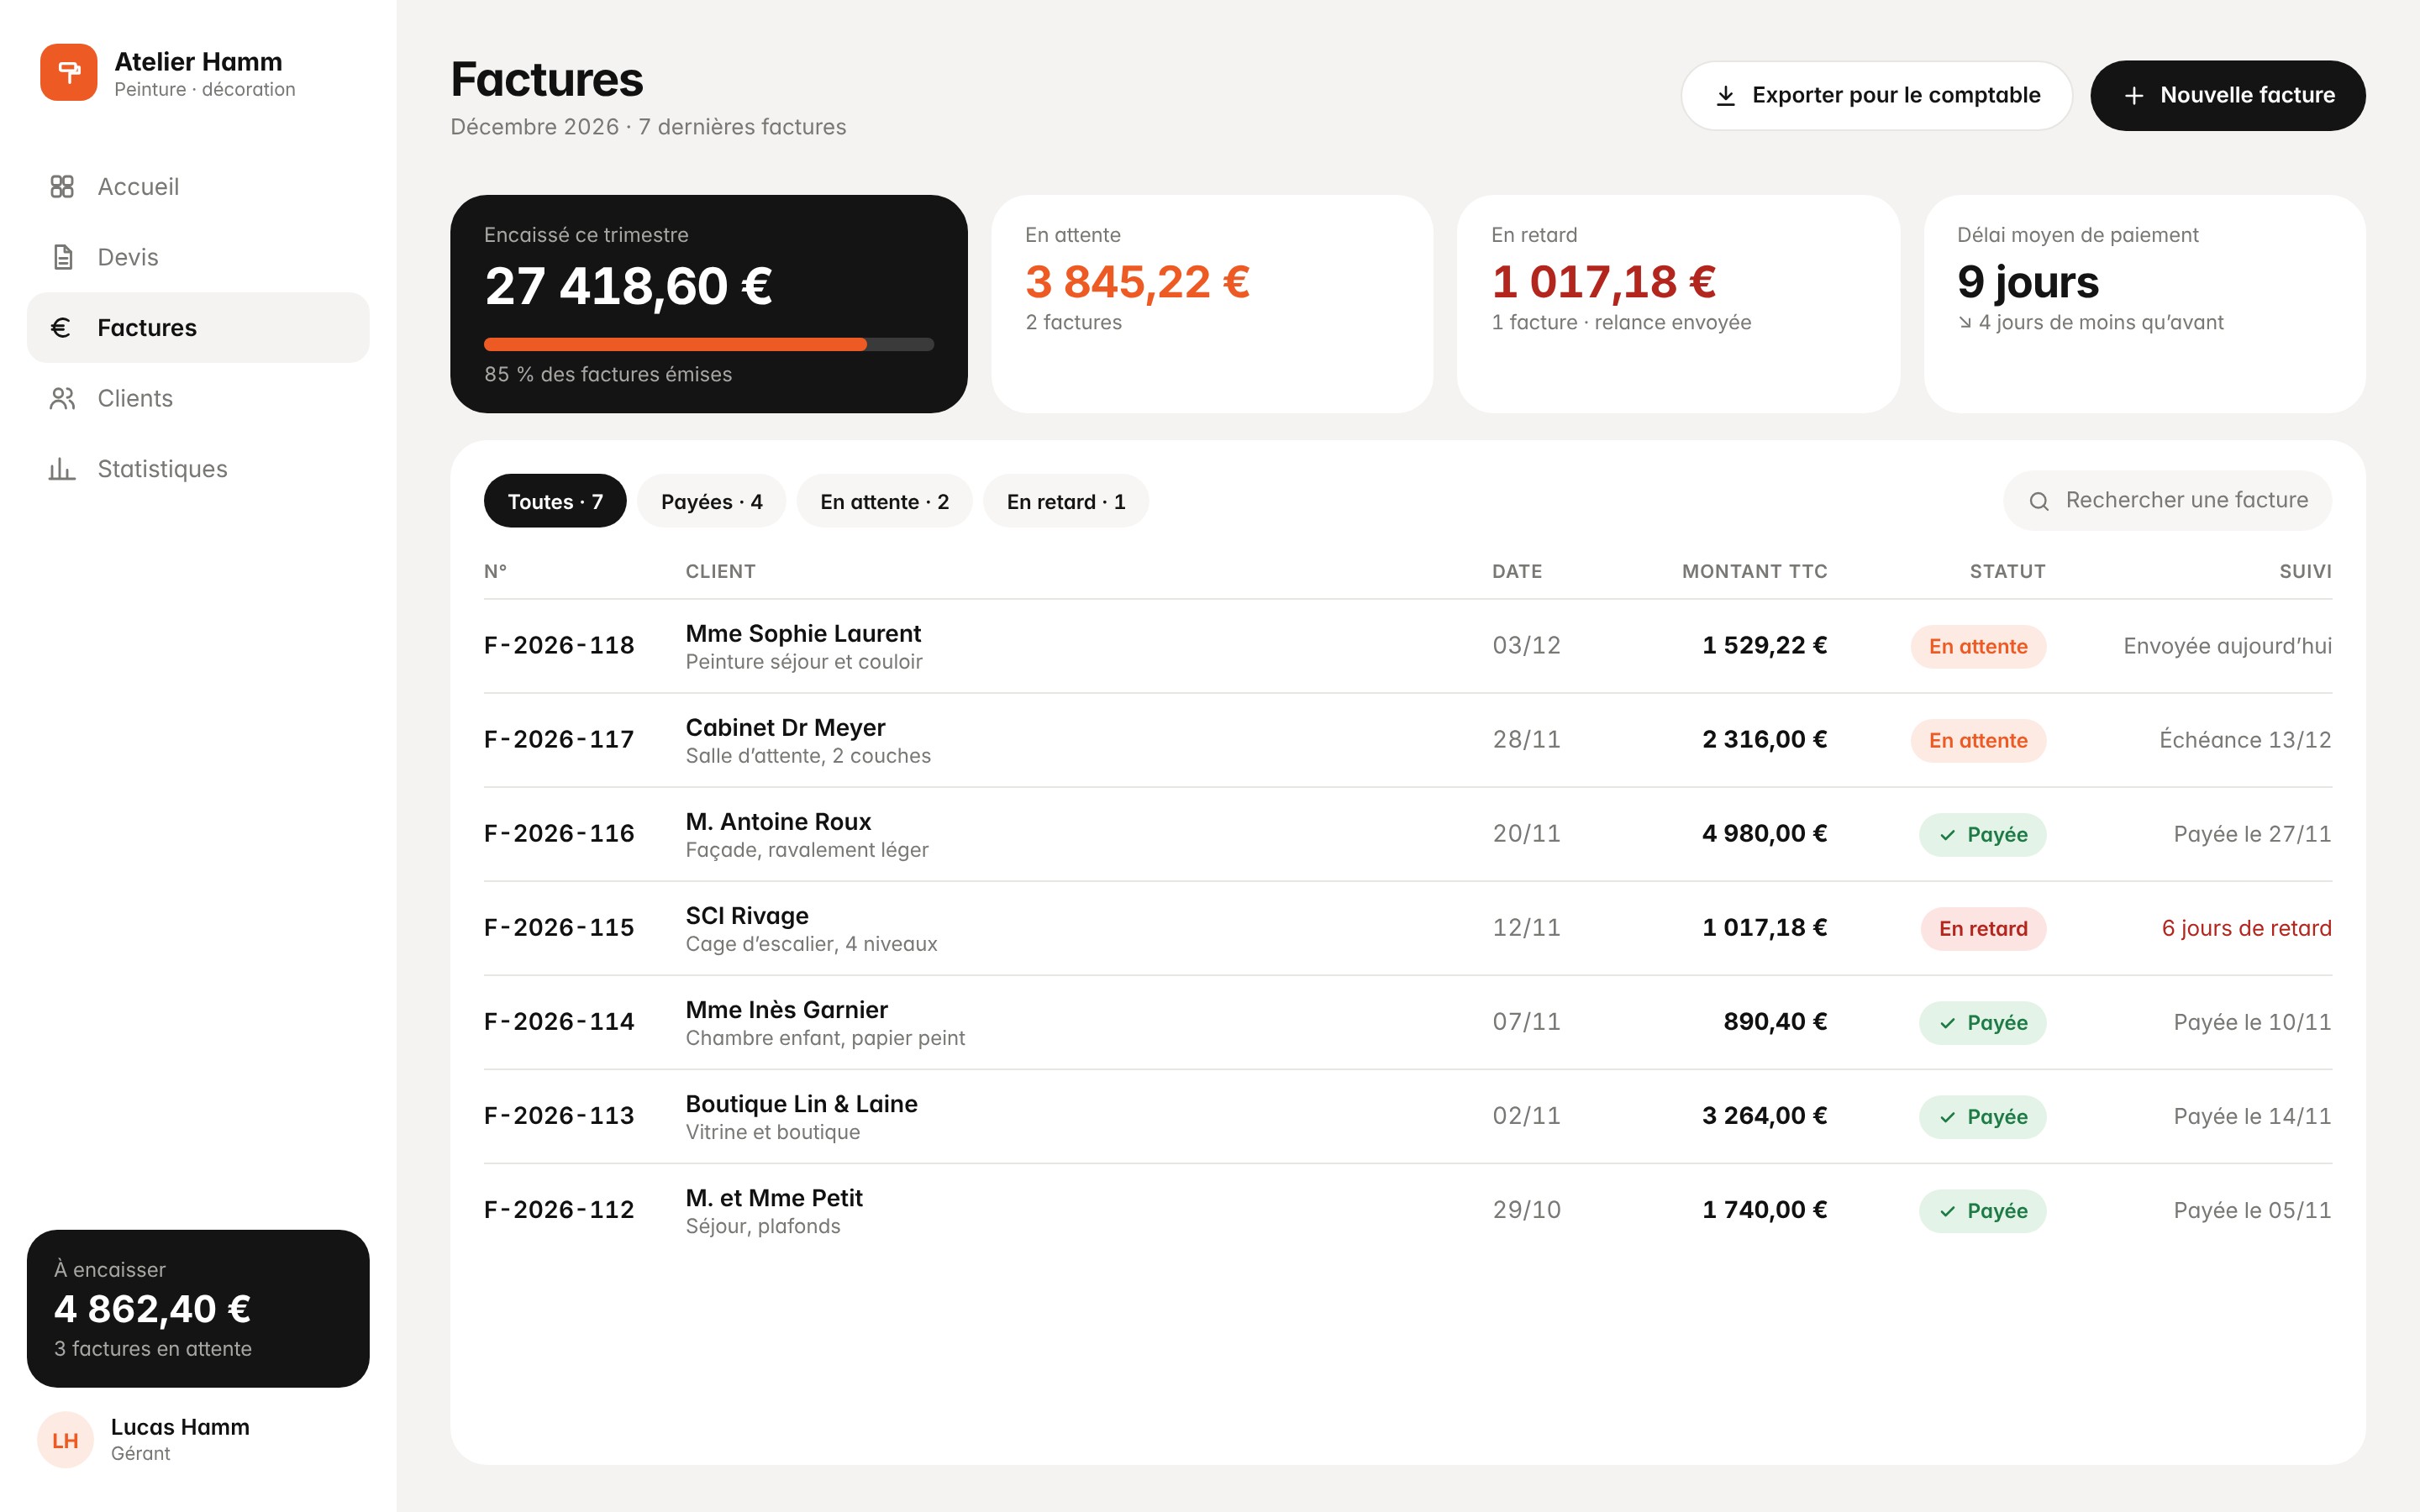 Atelier Hamm
Peinture · décoration
Accueil
Devis
Factures
Clients
Statistiques
À encaisser
4 862,40 €
3 factures en attente
LH
Lucas Hamm
Gérant
Factures
Décembre 2026 · 7 dernières factures
Exporter pour le comptable
Nouvelle facture
Encaissé ce trimestre
27 418,60 €
85 % des factures émises
En attente
3 845,22 €
2 factures
En retard
1 017,18 €
1 facture · relance envoyée
Délai moyen de paiement
9 jours
↘ 4 jours de moins qu’avant
Toutes · 7
Payées · 4
En attente · 2
En retard · 1
Rechercher une facture
N° CLIENT DATE MONTANT TTC STATUT SUIVI
F-2026-118 Mme Sophie Laurent 03/12 1 529,22 € En attente Envoyée aujourd’hui
Peinture séjour et couloir
F-2026-117 Cabinet Dr Meyer 28/11 2 316,00 € En attente Échéance 13/12
Salle d’attente, 2 couches
F-2026-116 M. Antoine Roux 20/11 4 980,00 € Payée Payée le 27/11
Façade, ravalement léger
F-2026-115 SCI Rivage 12/11 1 017,18 € En retard 6 jours de retard
Cage d’escalier, 4 niveaux
F-2026-114 Mme Inès Garnier 07/11 890,40 € Payée Payée le 10/11
Chambre enfant, papier peint
F-2026-113 Boutique Lin & Laine 02/11 3 264,00 € Payée Payée le 14/11
Vitrine et boutique
F-2026-112 M. et Mme Petit 29/10 1 740,00 € Payée Payée le 05/11
Séjour, plafonds